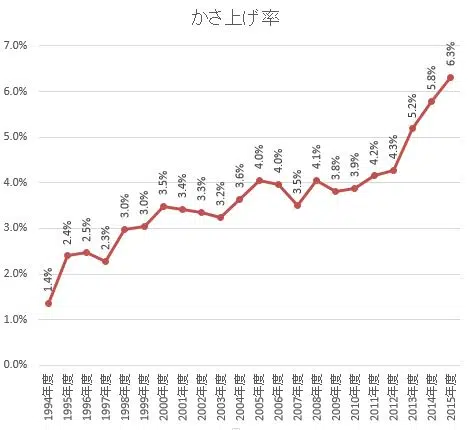 かさ上げ率
7.0%
6.0%
5.0%
4.0%
3.0%
2.0%
1.0%
0.0%
1.4%
2.4%
2.5%
2.3%
3.0%
3.0%
3.5%
3.4%
3.3%
3.2%
3.6%
4.0%
4.0%
3.5%
4.1%
3.8%
3.9%
4.2%
4.3%
5.2%
5.8%
6.3%
1994年度
1995年度
1996年度
1997年度
1998年度
1999年度
2000年度
2001年度
2002年度
2003年度
2004年度
2005年度
2006年度
2007年度
2008年度
2009年度
2010年度
2011年度
2012年度
2013年度
2014年度
2015年度